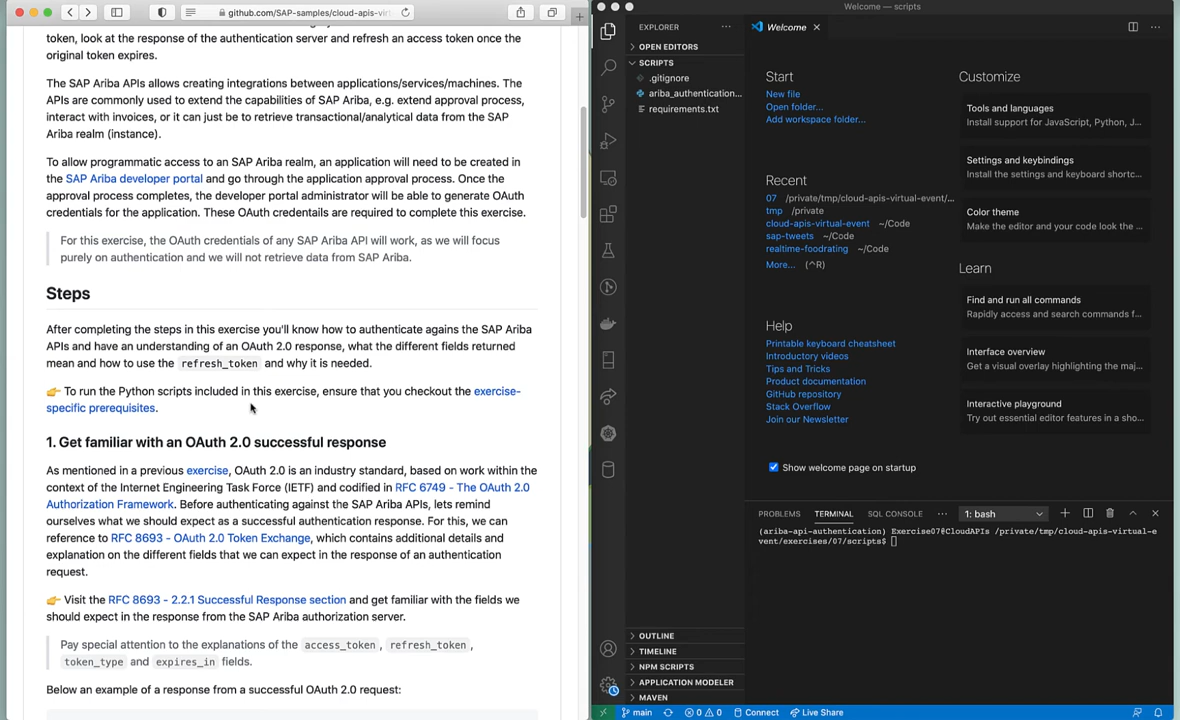 github.com/SAP-samples/cloud-apis-vir
token, look at the response of the authentication server and refresh an access token once the
original token expires.
The SAP Ariba APIs allows creating integrations between applications/services/machines. The
APIs are commonly used to extend the capabilities of SAP Ariba, e.g. extend approval process,
interact with invoices, or it can just be to retrieve transactional/analytical data from the SAP
Ariba realm (instance).
To allow programmatic access to an SAP Ariba realm, an application will need to be created in
the SAP Ariba developer portal and go through the application approval process. Once the
approval process completes, the developer portal administrator will be able to generate OAuth
credentials for the application. These OAuth credentials are required to complete this exercise.
For this exercise, the OAuth credentials of any SAP Ariba API will work, as we will focus
purely on authentication and we will not retrieve data from SAP Ariba.
Steps
After completing the steps in this exercise you'll know how to authenticate agains the SAP Ariba
APIs and have an understanding of an OAuth 2.0 response, what the different fields returned
mean and how to use the refresh_token and why it is needed.
👉 To run the Python scripts included in this exercise, ensure that you checkout the exercise-
specific prerequisites.
1. Get familiar with an OAuth 2.0 successful response
As mentioned in a previous exercise, OAuth 2.0 is an industry standard, based on work within the
context of the Internet Engineering Task Force (IETF) and codified in RFC 6749 - The OAuth 2.0
Authorization Framework. Before authenticating against the SAP Ariba APIs, lets remind
ourselves what we should expect as a successful authentication response. For this, we can
reference to RFC 8693 - OAuth 2.0 Token Exchange, which contains additional details and
explanation on the different fields that we can expect in the response of an authentication
request.
👉 Visit the RFC 8693 - 2.2.1 Successful Response section and get familiar with the fields we
should expect in the response from the SAP Ariba authorization server.
Pay special attention to the explanations of the access_token, refresh_token,
token_type and expires_in fields.
Below an example of a response from a successful OAuth 2.0 request:
Welcome — scripts
EXPLORER
OPEN EDITORS
SCRIPTS
.gitignore
ariba_authentication...
requirements.txt
OUTLINE
TIMELINE
NPM SCRIPTS
APPLICATION MODELER
MAVEN
Welcome
Start
New file
Open folder...
Add workspace folder...
Recent
07 /private/tmp/cloud-apis-virtual-event/...
tmp /private
cloud-apis-virtual-event ~/Code
sap-tweets ~/Code
realtime-foodrating ~/Code
More... (^R)
Help
Printable keyboard cheatsheet
Introductory videos
Tips and Tricks
Product documentation
GitHub repository
Stack Overflow
Join our Newsletter
Customize
Tools and languages
Install support for JavaScript, Python, J...
Settings and keybindings
Install the settings and keyboard shortc...
Color theme
Make the editor and your code look the ...
Learn
Find and run all commands
Rapidly access and search commands f...
Interface overview
Get a visual overlay highlighting the maj...
Interactive playground
Try out essential editor features in a sho...
Show welcome page on startup
PROBLEMS TERMINAL SQL CONSOLE ... 1: bash
(ariba-api-authentication) Exercise07@CloudAPIs /private/tmp/cloud-apis-virtual-e
vent/exercises/07/scripts$
main 0 0 Connect Live Share